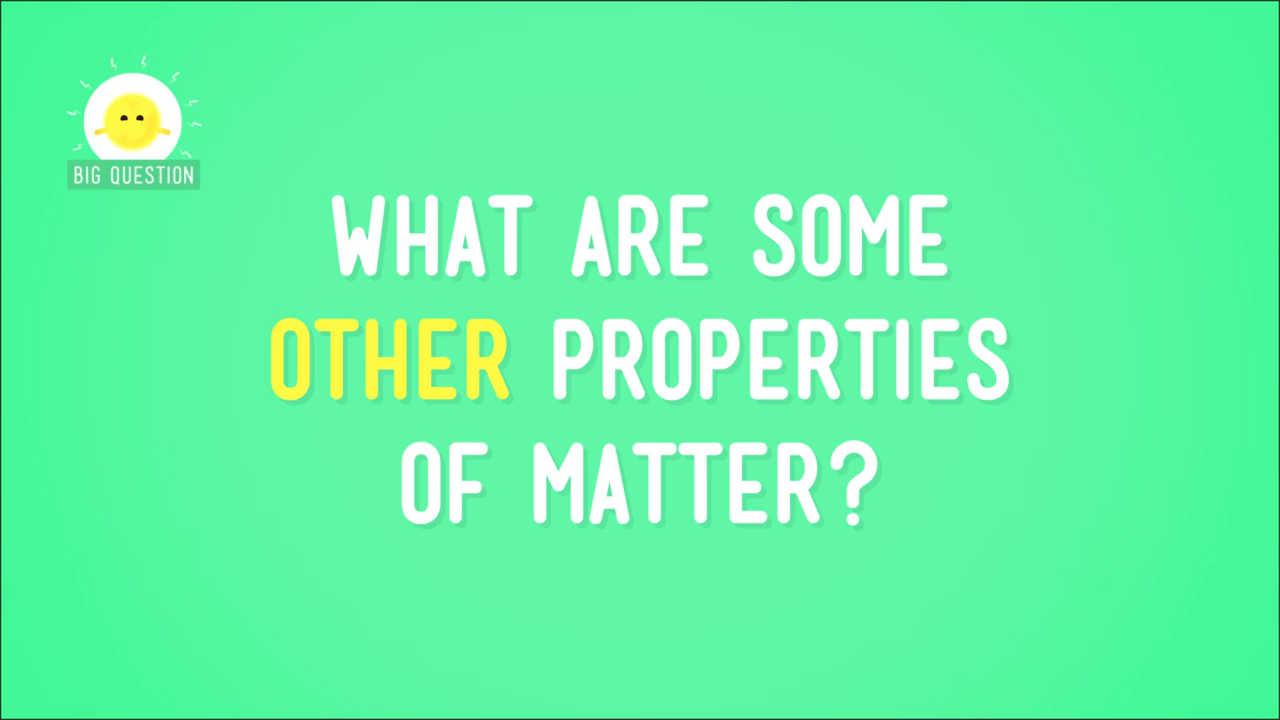 BIG QUESTION
WHAT ARE SOME
OTHER PROPERTIES
OF MATTER?